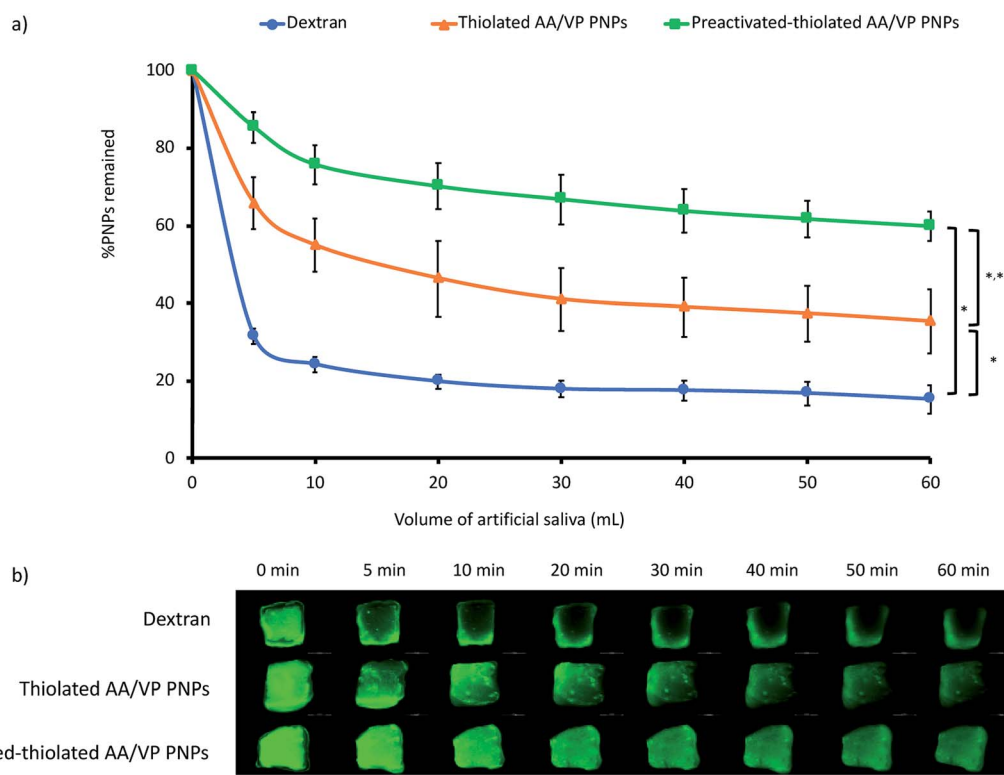 a)
Dextran Thiolated AA/VP PNPs Preactivated-thiolated AA/VP PNPs
100
80
60
40
20
0
%PNPs remained
*,*
*
*
0 10 20 30 40 50 60
Volume of artificial saliva (mL)
b)
0 min 5 min 10 min 20 min 30 min 40 min 50 min 60 min
Dextran
Thiolated AA/VP PNPs
ed-thiolated AA/VP PNPs